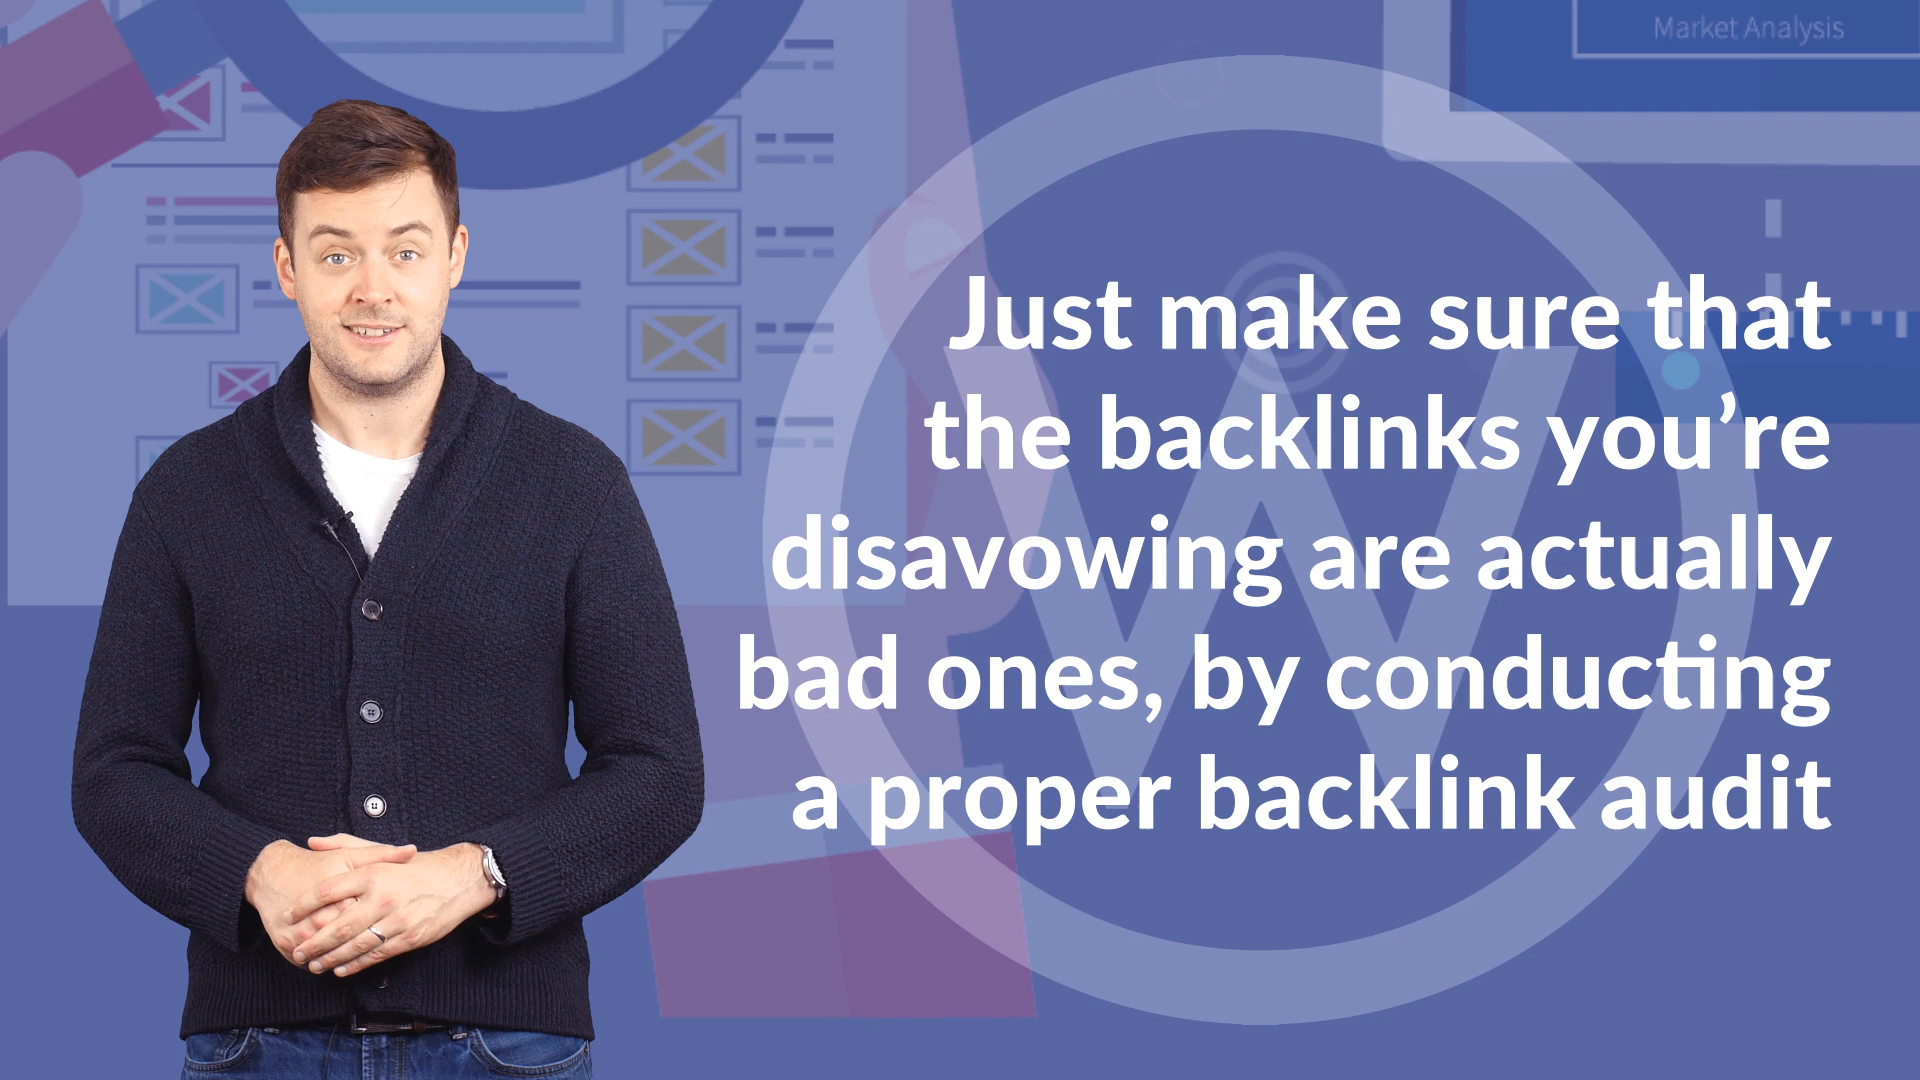 Market Analysis
Just make sure that
the backlinks you’re
disavowing are actually
bad ones, by conducting
a proper backlink audit